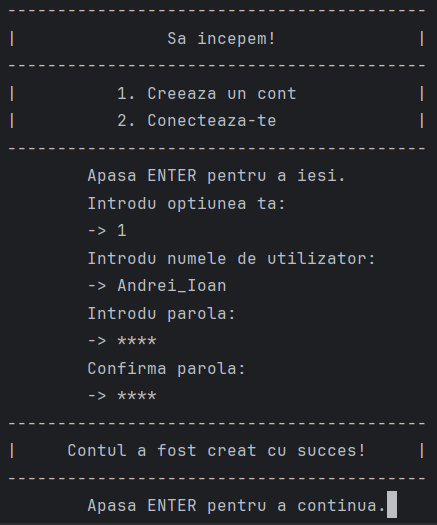 ------------------------------------------
|               Sa incepem!              |
------------------------------------------
|          1. Creeaza un cont            |
|          2. Conecteaza-te              |
------------------------------------------
        Apasa ENTER pentru a iesi.
        Introdu optiunea ta:
        -> 1
        Introdu numele de utilizator:
        -> Andrei_Ioan
        Introdu parola:
        -> ****
        Confirma parola:
        -> ****
------------------------------------------
|     Contul a fost creat cu succes!     |
------------------------------------------
        Apasa ENTER pentru a continua.